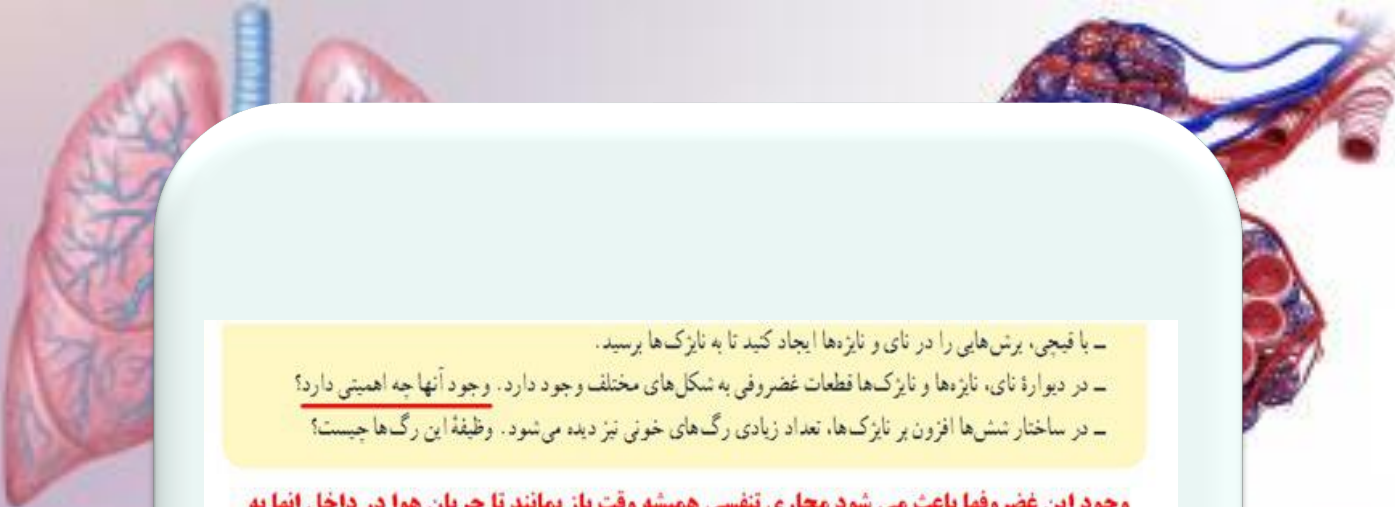 ــ با قیچی، برش‌هایی را در نای و نایژه‌ها ایجاد کنید تا به نایژک‌ها برسید.
ــ در دیوارهٔ نای، نایژه‌ها و نایژک‌ها قطعات غضروفی به شکل‌های مختلف وجود دارد. وجود آنها چه اهمیتی دارد؟
ــ در ساختار شش‌ها افزون بر نایژک‌ها، تعداد زیادی رگ‌های خونی نیز دیده می‌شود. وظیفهٔ این رگ‌ها چیست؟
وجود این غضروفها باعث می شود مجاری تنفسی همیشه وقت باز بمانند تا جریان هوا در داخل انها به